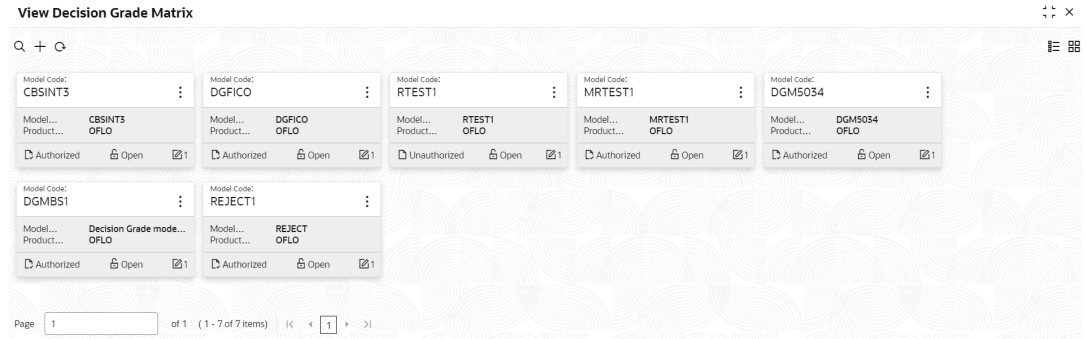 View Decision Grade Matrix
Model Code:
CBSINT3
Model... CBSINT3
Product... OFLO
Authorized Open 1
Model Code:
DGFICO
Model... DGFICO
Product... OFLO
Authorized Open 1
Model Code:
RTEST1
Model... RTEST1
Product... OFLO
Unauthorized Open 1
Model Code:
MRTEST1
Model... MRTEST1
Product... OFLO
Authorized Open 1
Model Code:
DGM5034
Model... DGM5034
Product... OFLO
Authorized Open 1
Model Code:
DGMBS1
Model... Decision Grade mode...
Product... OFLO
Authorized Open 1
Model Code:
REJECT1
Model... REJECT
Product... OFLO
Authorized Open 1
Page 1 of 1 (1 - 7 of 7 items) 1